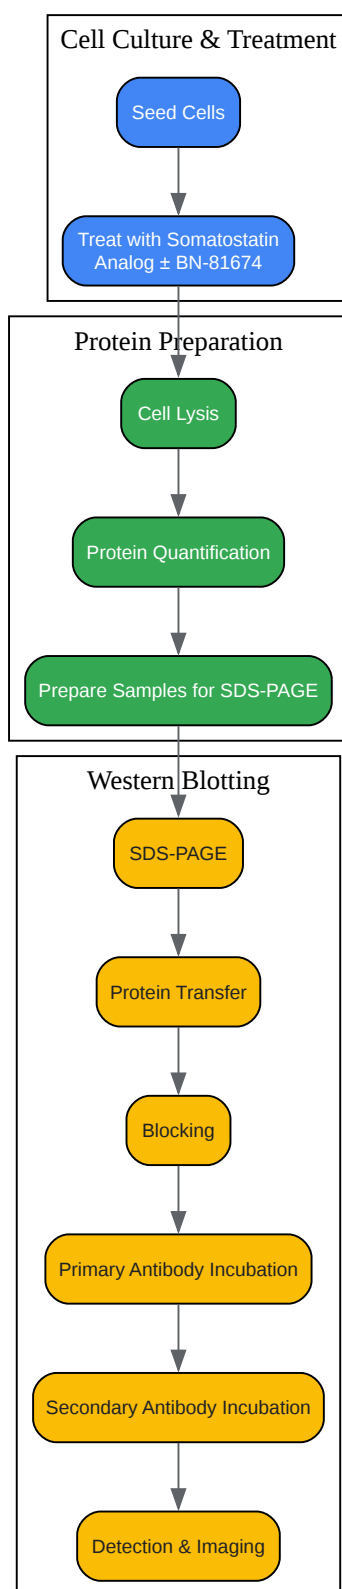 Cell Culture & Treatment
Seed Cells
Treat with Somatostatin
Analog ± BN-81674
Protein Preparation
Cell Lysis
Protein Quantification
Prepare Samples for SDS-PAGE
Western Blotting
SDS-PAGE
Protein Transfer
Blocking
Primary Antibody Incubation
Secondary Antibody Incubation
Detection & Imaging